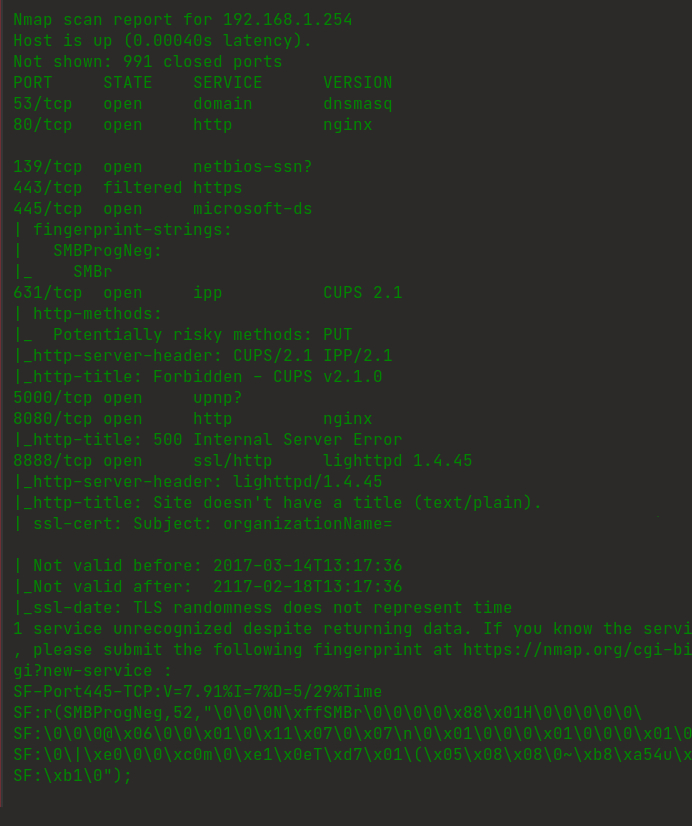 Nmap scan report for 192.168.1.254
Host is up (0.00040s latency).
Not shown: 991 closed ports
PORT     STATE    SERVICE      VERSION
53/tcp   open     domain       dnsmasq
80/tcp   open     http         nginx
139/tcp  open     netbios-ssn?
443/tcp  filtered https
445/tcp  open     microsoft-ds
| fingerprint-strings:
|   SMBProgNeg:
|_    SMBr
631/tcp  open     ipp          CUPS 2.1
| http-methods:
|_  Potentially risky methods: PUT
|_http-server-header: CUPS/2.1 IPP/2.1
|_http-title: Forbidden - CUPS v2.1.0
5000/tcp open     upnp?
8080/tcp open     http         nginx
|_http-title: 500 Internal Server Error
8888/tcp open     ssl/http     lighttpd 1.4.45
|_http-server-header: lighttpd/1.4.45
|_http-title: Site doesn't have a title (text/plain).
| ssl-cert: Subject: organizationName=
| Not valid before: 2017-03-14T13:17:36
|_Not valid after:  2117-02-18T13:17:36
|_ssl-date: TLS randomness does not represent time
1 service unrecognized despite returning data. If you know the servi
, please submit the following fingerprint at https://nmap.org/cgi-bi
gi?new-service :
SF-Port445-TCP:V=7.91%I=7%D=5/29%Time
SF:r(SMBProgNeg,52,"\0\0\0N\xffSMBr\0\0\0\0\x88\x01H\0\0\0\0\0\
SF:\0\0\0@\x06\0\0\x01\0\x11\x07\0\x07\n\0\x01\0\0\0\x01\0\0\0\x01\0
SF:\0\|\xe0\0\0\xc0m\0\xe1\x0eT\xd7\x01\(\x05\x08\x08\0~\xb8\xa54u\x
SF:\xb1\0");